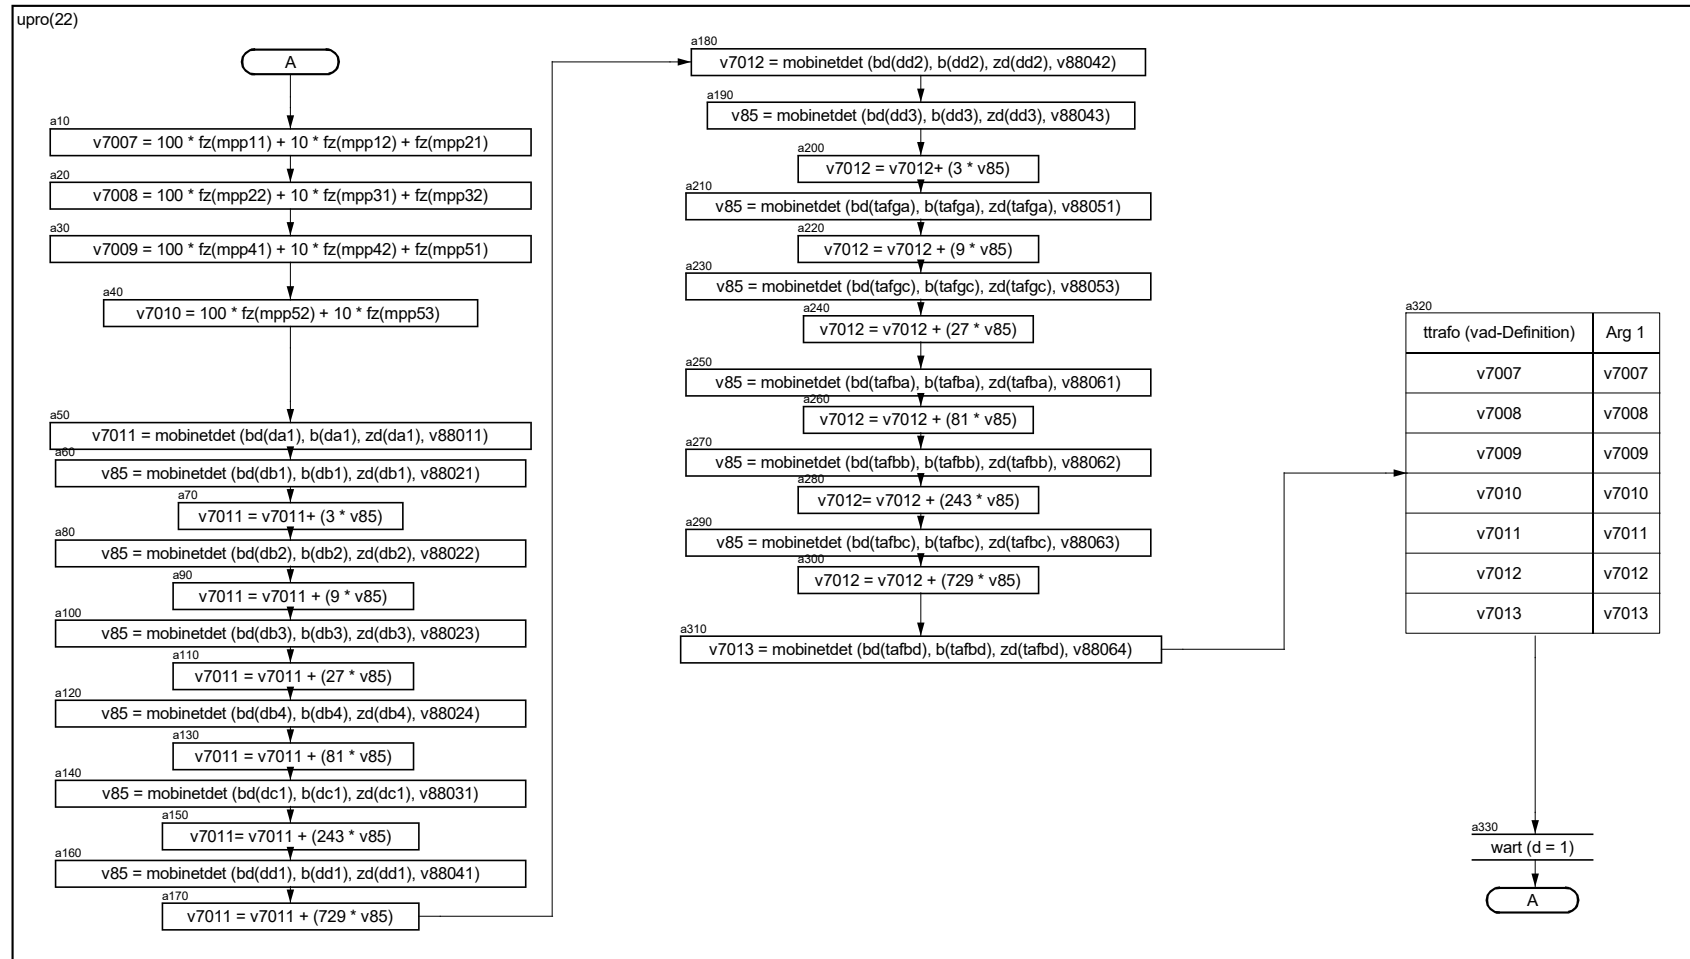 upro(22)
A
a10
v7007 = 100 * fz(mpp11) + 10 * fz(mpp12) + fz(mpp21)
a20
v7008 = 100 * fz(mpp22) + 10 * fz(mpp31) + fz(mpp32)
a30
v7009 = 100 * fz(mpp41) + 10 * fz(mpp42) + fz(mpp51)
a40
v7010 = 100 * fz(mpp52) + 10 * fz(mpp53)
a50
v7011 = mobinetdet (bd(da1), b(da1), zd(da1), v88011)
a60
v85 = mobinetdet (bd(db1), b(db1), zd(db1), v88021)
a70
v7011 = v7011+ (3 * v85)
a80
v85 = mobinetdet (bd(db2), b(db2), zd(db2), v88022)
a90
v7011 = v7011 + (9 * v85)
a100
v85 = mobinetdet (bd(db3), b(db3), zd(db3), v88023)
a110
v7011 = v7011 + (27 * v85)
a120
v85 = mobinetdet (bd(db4), b(db4), zd(db4), v88024)
a130
v7011 = v7011 + (81 * v85)
a140
v85 = mobinetdet (bd(dc1), b(dc1), zd(dc1), v88031)
a150
v7011= v7011 + (243 * v85)
a160
v85 = mobinetdet (bd(dd1), b(dd1), zd(dd1), v88041)
a170
v7011 = v7011 + (729 * v85)
a180
v7012 = mobinetdet (bd(dd2), b(dd2), zd(dd2), v88042)
a190
v85 = mobinetdet (bd(dd3), b(dd3), zd(dd3), v88043)
a200
v7012 = v7012+ (3 * v85)
a210
v85 = mobinetdet (bd(tafga), b(tafga), zd(tafga), v88051)
a220
v7012 = v7012 + (9 * v85)
a230
v85 = mobinetdet (bd(tafgc), b(tafgc), zd(tafgc), v88053)
a240
v7012 = v7012 + (27 * v85)
a250
v85 = mobinetdet (bd(tafba), b(tafba), zd(tafba), v88061)
a260
v7012 = v7012 + (81 * v85)
a270
v85 = mobinetdet (bd(tafbb), b(tafbb), zd(tafbb), v88062)
a280
v7012= v7012 + (243 * v85)
a290
v85 = mobinetdet (bd(tafbc), b(tafbc), zd(tafbc), v88063)
a300
v7012 = v7012 + (729 * v85)
a310
v7013 = mobinetdet (bd(tafbd), b(tafbd), zd(tafbd), v88064)
a320
ttrafo (vad-Definition) Arg 1
v7007 v7007
v7008 v7008
v7009 v7009
v7010 v7010
v7011 v7011
v7012 v7012
v7013 v7013
a330
wart (d = 1)
A